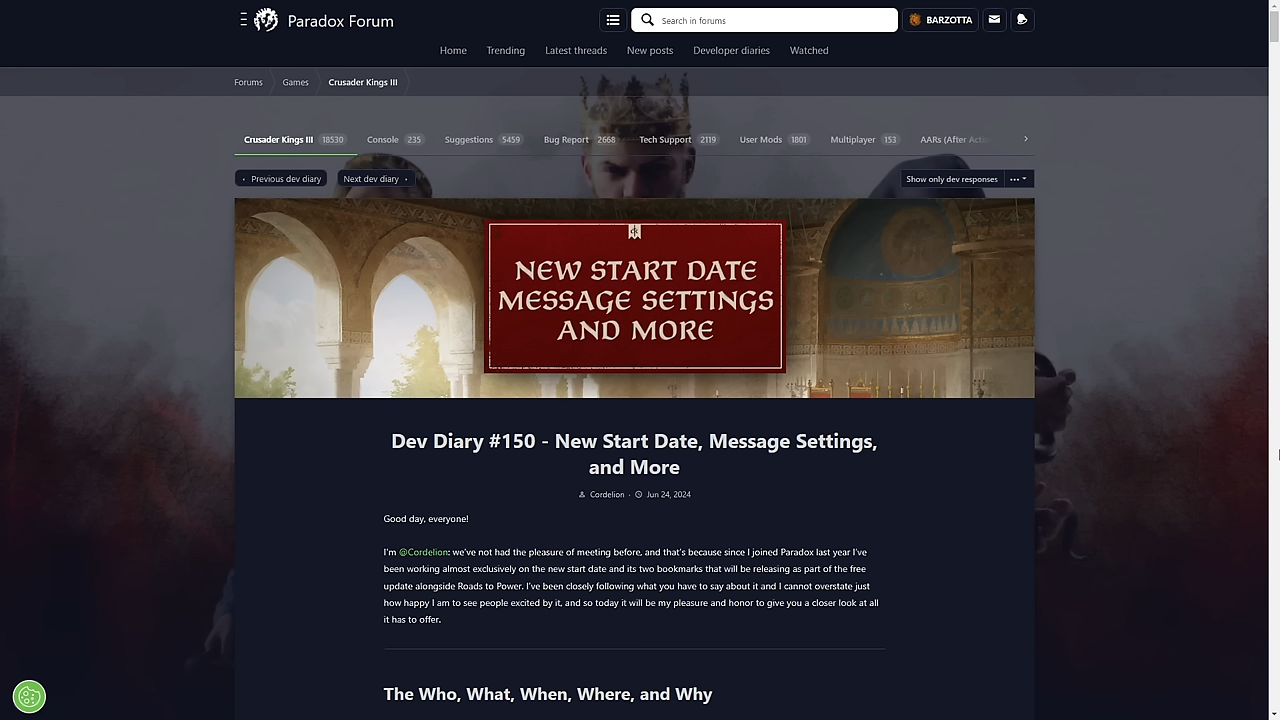 Paradox Forum
Search in forums
BARZOTTA
Home Trending Latest threads New posts Developer diaries Watched
Forums Games Crusader Kings III
Crusader Kings III 18530 Console 235 Suggestions 5459 Bug Report 2668 Tech Support 2119 User Mods 1801 Multiplayer 153 AARs (After
Previous dev diary Next dev diary Show only dev responses
NEW START DATE
MESSAGE SETTINGS
AND MORE
Dev Diary #150 - New Start Date, Message Settings,
and More
Cordelion · Jun 24, 2024
Good day, everyone!
I'm @Cordelion: we've not had the pleasure of meeting before, and that's because since I joined Paradox last year I've
been working almost exclusively on the new start date and its two bookmarks that will be releasing as part of the free
update alongside Roads to Power. I've been closely following what you have to say about it and I cannot overstate just
how happy I am to see people excited by it, and so today it will be my pleasure and honor to give you a closer look at all
it has to offer.
The Who, What, When, Where, and Why